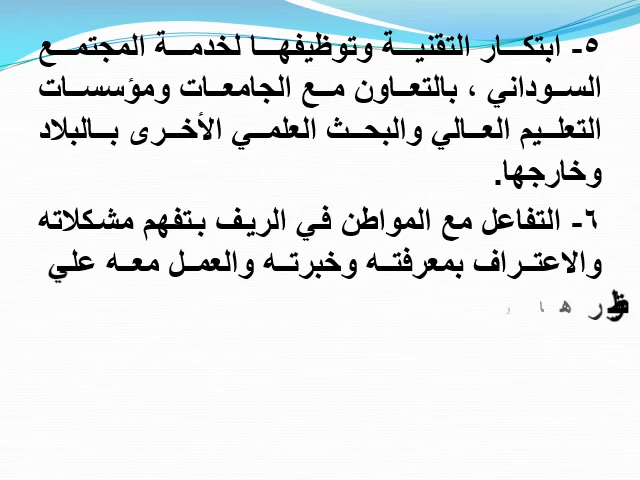 ٥- ابتكار التقنية وتوظيفها لخدمة المجتمع
السوداني ، بالتعاون مع الجامعات ومؤسسات
التعليم العالي والبحث العلمي الأخرى بالبلاد
وخارجها.
٦- التفاعل مع المواطن في الريف بتفهم مشكلاته
والاعتراف بمعرفته وخبرته والعمل معه علي